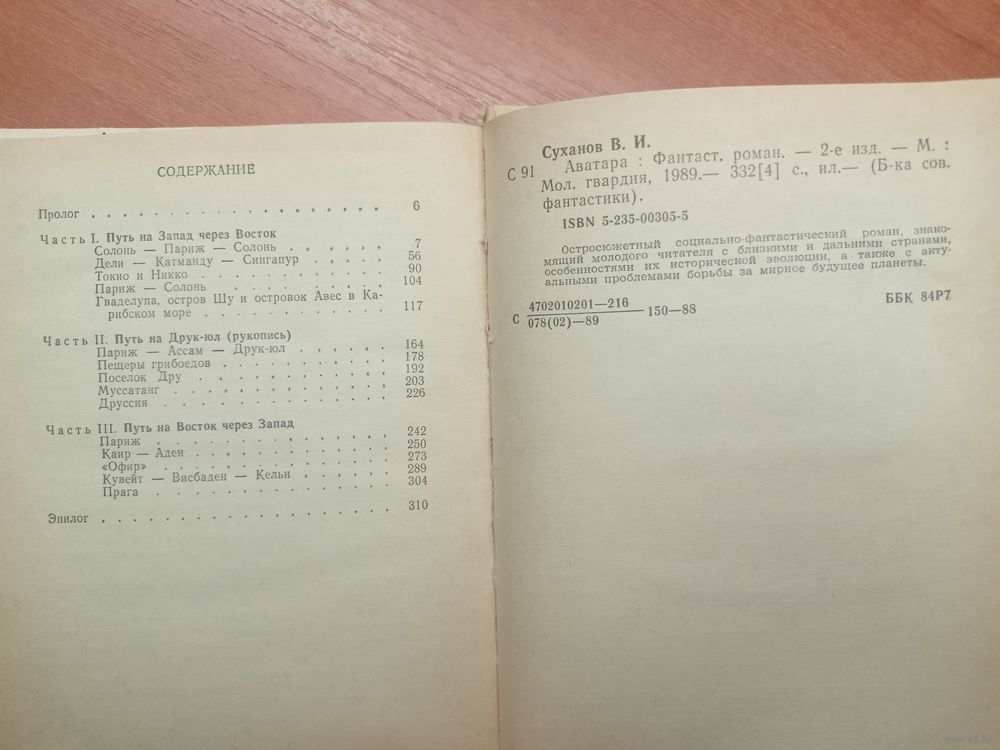 СОДЕРЖАНИЕ
Пролог . . . . . . . . . . . . . . . . . 6
Часть I. Путь на Запад через Восток
Солонь — Париж — Солонь . . . . . 7
Дели — Катманду — Сингапур . . . . . 56
Токио и Никко . . . . . . . . . . . 90
Париж — Солонь . . . . . . . . 104
Гваделупа, остров Шу и островок Авес в Ка-
рибском море . . . . . . . . . . . 117
Часть II. Путь на Друк-юл (рукопись)
Париж — Ассам — Друк-юл . . . . . 164
Пещеры грибоедов . . . . . . . . . 178
Поселок Дру . . . . . . . . . . . 192
Муссатанг . . . . . . . . . . . . 203
Друссия . . . . . . . . . . . . . 226
Часть III. Путь на Восток через Запад
Париж . . . . . . . . . . . . . . 242
Каир — Аден . . . . . . . . . . . 250
«Офир» . . . . . . . . . . . . . 273
Кувейт — Висбаден — Кельн . . . . . 289
Прага . . . . . . . . . . . . . . 304
Эпилог . . . . . . . . . . . . . . . . . 310
Суханов В. И.
С 91 Аватара : Фантаст. роман. — 2-е изд. — М. :
Мол. гвардия, 1989.— 332[4] с., ил.— (Б-ка сов.
фантастики).
ISBN 5-235-00305-5
Остросюжетный социально-фантастический роман, знако-
мящий молодого читателя с близкими и дальними странами,
особенностями их исторической эволюции, а также с акту-
альными проблемами борьбы за мирное будущее планеты.
С 4702010201—216
078(02)—89
150—88
ББК 84Р7